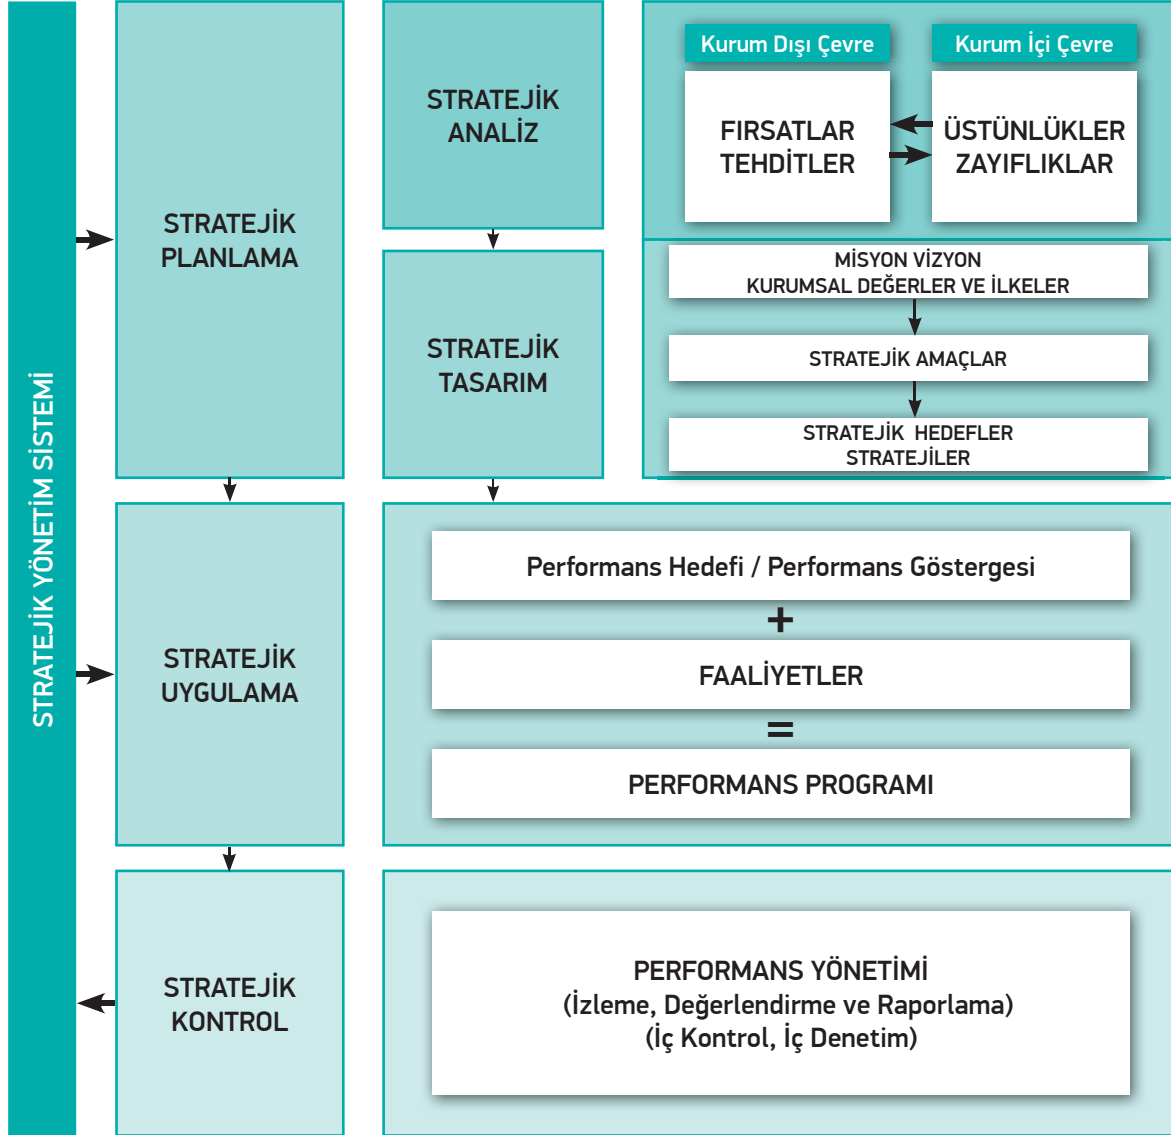 STRATEJİK YÖNETİM SİSTEMİ
STRATEJİK
PLANLAMA
STRATEJİK
ANALİZ
Kurum Dışı Çevre
FIRSATLAR
TEHDİTLER
Kurum İçi Çevre
ÜSTÜNLÜKLER
ZAYIFLIKLAR
STRATEJİK
TASARIM
MİSYON VİZYON
KURUMSAL DEĞERLER VE İLKELER
STRATEJİK AMAÇLAR
STRATEJİK HEDEFLER
STRATEJİLER
STRATEJİK
UYGULAMA
Performans Hedefi / Performans Göstergesi
+
FAALİYETLER
=
PERFORMANS PROGRAMI
STRATEJİK
KONTROL
PERFORMANS YÖNETİMİ
(İzleme, Değerlendirme ve Raporlama)
(İç Kontrol, İç Denetim)